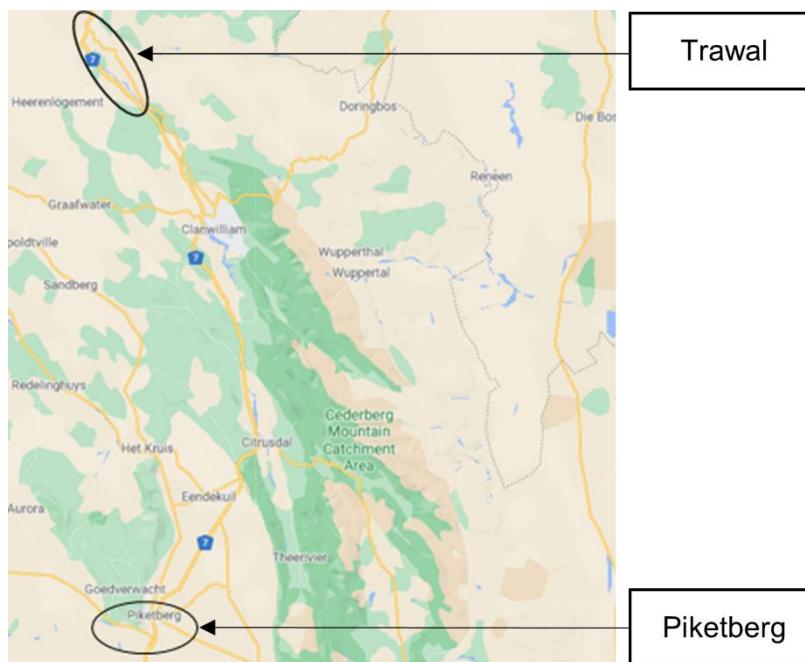 Trawal
7
Heerenlogement
Doringbos
Die Bos
Reneen
Graafwater
Clanwilliam
poldtville
Wupperthal
7
Wuppertal
Sandberg
Redelinghuys
Cederberg
Mountain
Catchment
Area
Het Kruis
Citrusdal
Eendekuil
Aurora
7
Theerivier
Goedverwacht
Piketberg
Piketberg